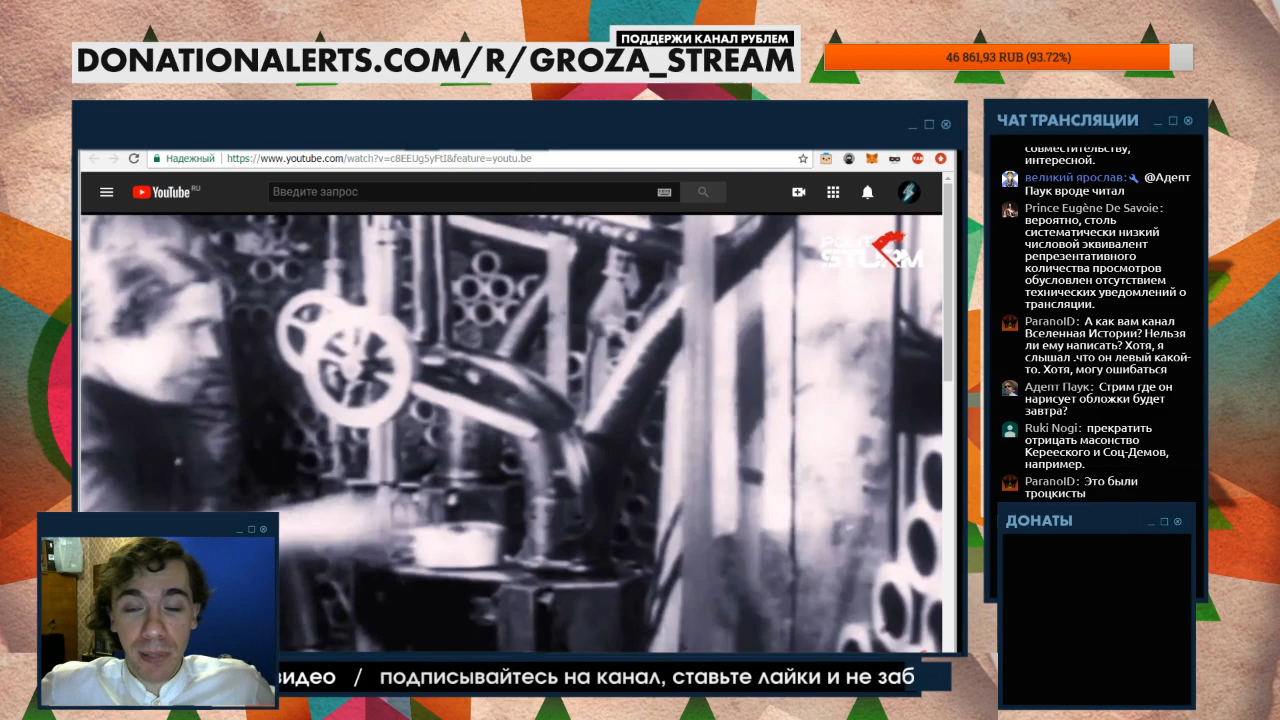 ПОДДЕРЖИ КАНАЛ РУБЛЕМ
DONATIONALERTS.COM/R/GROZA_STREAM
46 861,93 RUB (93.72%)
Надежный
https://www.youtube.com/watch?v=c8EEUg5yFtI&feature=youtu.be
YouTube RU
Введите запрос
POLIT
STURM
ЧАТ ТРАНСЛЯЦИИ
совместительству,
интересной.
великий ярослав: @Адепт
Паук вроде читал
Prince Eugène De Savoie:
вероятно, столь
систематически низкий
числовой эквивалент
репрезентативного
количества просмотров
обусловлен отсутствием
технических уведомлений о
трансляции.
ParanoID: А как вам канал
Вселенная Истории? Нельзя
ли ему написать? Хотя, я
слышал .что он левый какой-
то. Хотя, могу ошибаться
Адепт Паук: Стрим где он
нарисует обложки будет
завтра?
Ruki Nogi: прекратить
отрицать масонство
Керееского и Соц-Демов,
например.
ParanoID: Это были
троцкисты
ДОНАТЫ
видео / подписывайтесь на канал, ставьте лайки и не заб